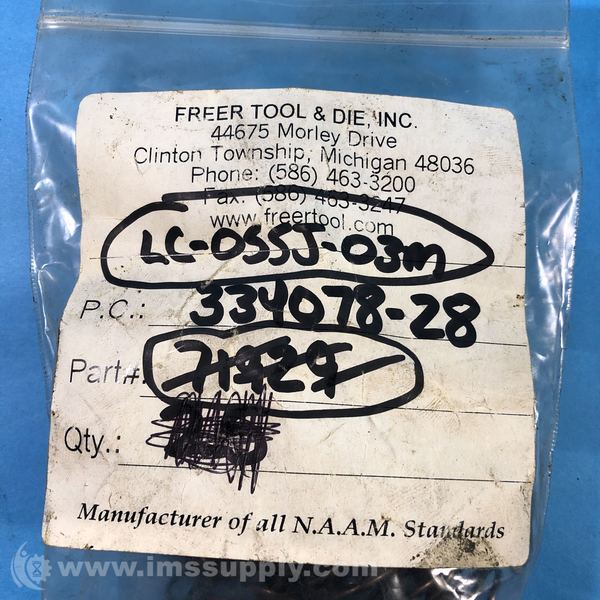 FREER TOOL & DIE, INC.
44675 Morley Drive
Clinton Township, Michigan 48036
Phone: (586) 463-3200
Fax: (586) 463-3247
www.freertool.com
LC-055J-03M
P.C.: 334078-28
Part#:
Qty.:
Manufacturer of all N.A.A.M. Standards
www.imssupply.com